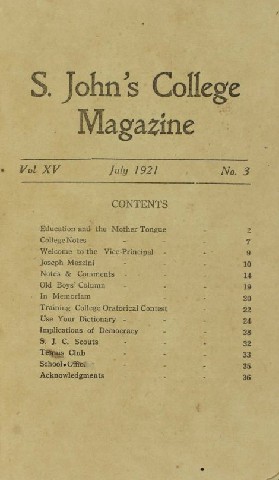 S. John's College
Magazine
Vol. XV July 1921 No. 3
CONTENTS
Education and the Mother Tongue 2
College Notes - - - 7
Welcome to the Vice-Principal - - - 9
Joseph Mazzini - - 10
Notes & Comments - - - 14
Old Boys' Column - - - 19
In Memoriam - - 20
Training College Oratorical Contest 22
Use Your Dictionary - - - - 24
Implications of Democracy - - - 28
S. J. C. Scouts - - 32
Tennis Club - - 33
School - - 35
Acknowledgments - - 36